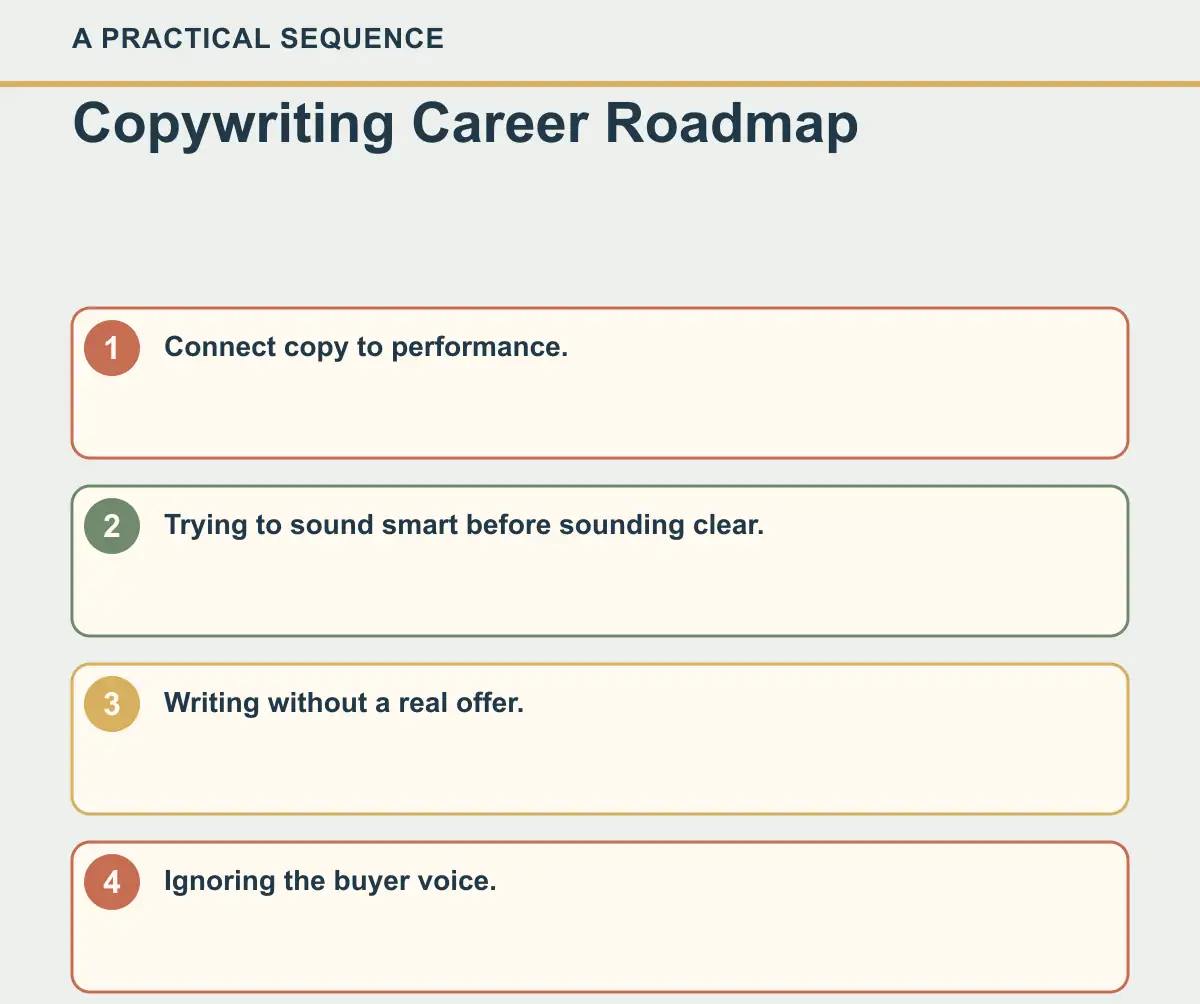 A PRACTICAL SEQUENCE
Copywriting Career Roadmap
1 Connect copy to performance.
2 Trying to sound smart before sounding clear.
3 Writing without a real offer.
4 Ignoring the buyer voice.